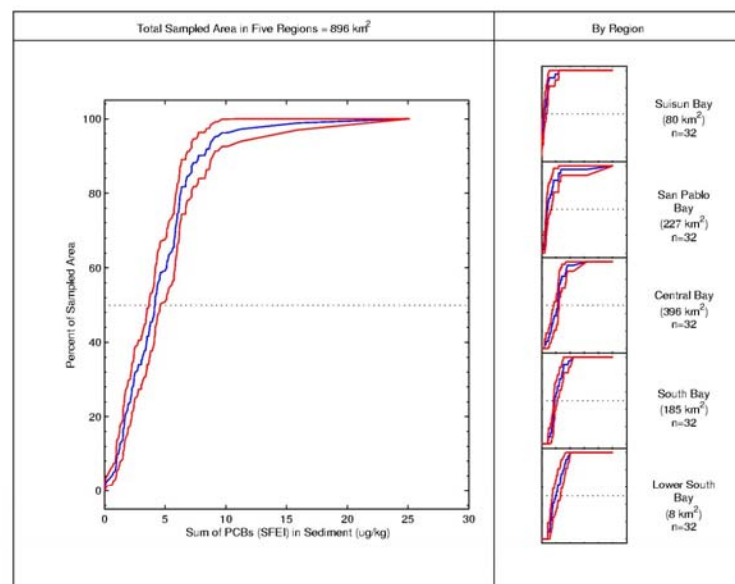 Total Sampled Area in Five Regions = 896 km²
By Region
Percent of Sampled Area
100
80
60
40
20
0
0
5
10
15
20
25
30
Sum of PCBs (SFEI) in Sediment (ug/kg)
Suisun Bay
(80 km²)
n=32
San Pablo
Bay
(227 km²)
n=32
Central Bay
(396 km²)
n=32
South Bay
(185 km²)
n=32
Lower South
Bay
(8 km²)
n=32